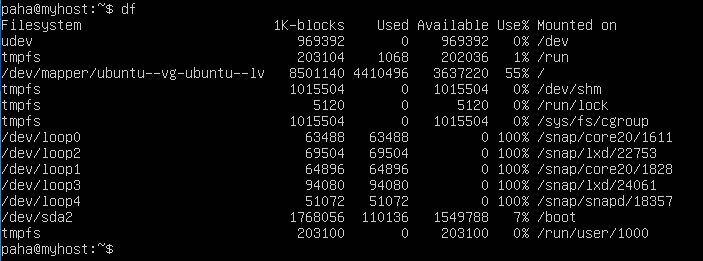 paha@myhost:~$ df
Filesystem                        1K-blocks    Used Available Use% Mounted on
udev                                 969392       0    969392   0% /dev
tmpfs                                203104    1068    202036   1% /run
/dev/mapper/ubuntu--vg-ubuntu--lv   8501140 4410496   3637220  55% /
tmpfs                               1015504       0   1015504   0% /dev/shm
tmpfs                                  5120       0      5120   0% /run/lock
tmpfs                               1015504       0   1015504   0% /sys/fs/cgroup
/dev/loop0                            63488   63488         0 100% /snap/core20/1611
/dev/loop2                            69504   69504         0 100% /snap/lxd/22753
/dev/loop1                            64896   64896         0 100% /snap/core20/1828
/dev/loop3                            94080   94080         0 100% /snap/lxd/24061
/dev/loop4                            51072   51072         0 100% /snap/snapd/18357
/dev/sda2                           1768056  110136   1549788   7% /boot
tmpfs                                203100       0    203100   0% /run/user/1000
paha@myhost:~$